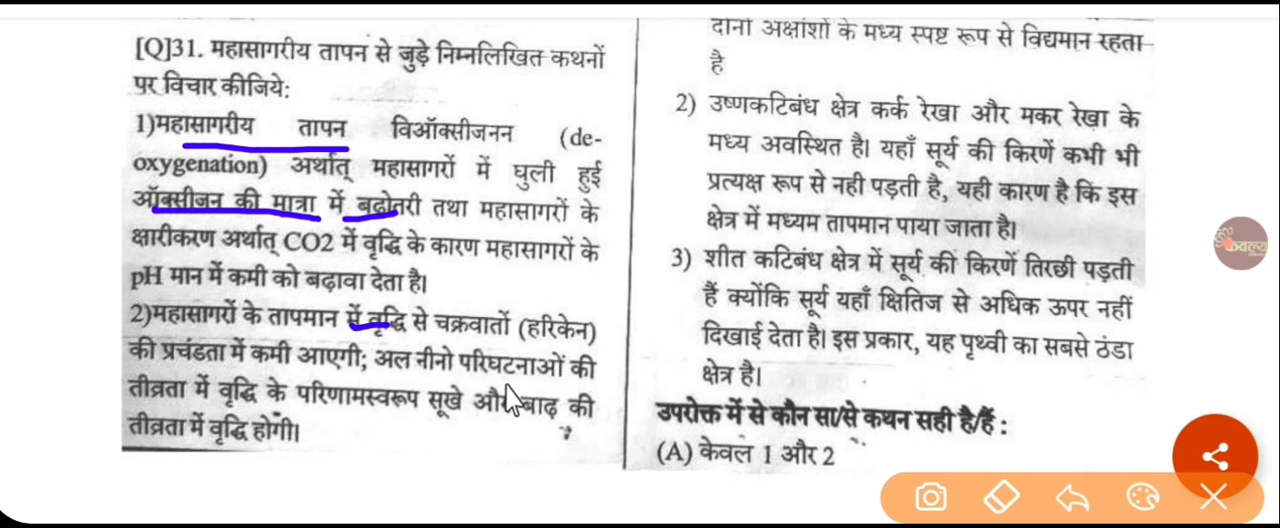 [Q]31. महासागरीय तापन से जुड़े निम्नलिखित कथनों
पर विचार कीजिये:
1)महासागरीय तापन विऑक्सीजनन (de-
oxygenation) अर्थात् महासागरों में घुली हुई
ऑक्सीजन की मात्रा में बढ़ोतरी तथा महासागरों के
क्षारीकरण अर्थात् CO2 में वृद्धि के कारण महासागरों के
pH मान में कमी को बढ़ावा देता है।
2)महासागरों के तापमान में वृद्धि से चक्रवातों (हरिकेन)
की प्रचंडता में कमी आएगी; अल नीनो परिघटनाओं की
तीव्रता में वृद्धि के परिणामस्वरूप सूखे और बाढ़ की
तीव्रता में वृद्धि होगी।
दोनों अक्षांशों के मध्य स्पष्ट रूप से विद्यमान रहता
है
2) उष्णकटिबंध क्षेत्र कर्क रेखा और मकर रेखा के
मध्य अवस्थित है। यहाँ सूर्य की किरणें कभी भी
प्रत्यक्ष रूप से नही पड़ती है, यही कारण है कि इस
क्षेत्र में मध्यम तापमान पाया जाता है।
3) शीत कटिबंध क्षेत्र में सूर्य की किरणें तिरछी पड़ती
हैं क्योंकि सूर्य यहाँ क्षितिज से अधिक ऊपर नहीं
दिखाई देता है। इस प्रकार, यह पृथ्वी का सबसे ठंडा
क्षेत्र है।
उपरोक्त में से कौन सा/से कथन सही है/हैं :
(A) केवल 1 और 2
कैवल्य